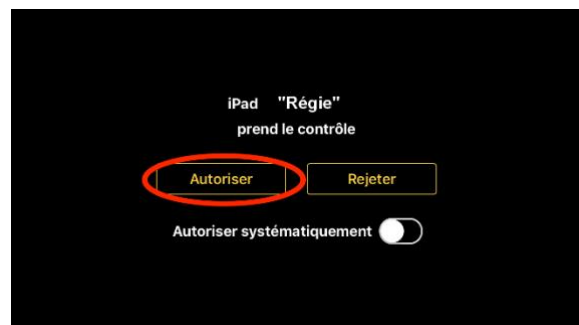 iPad "Régie"
prend le contrôle
Autoriser Rejeter
Autoriser systématiquement